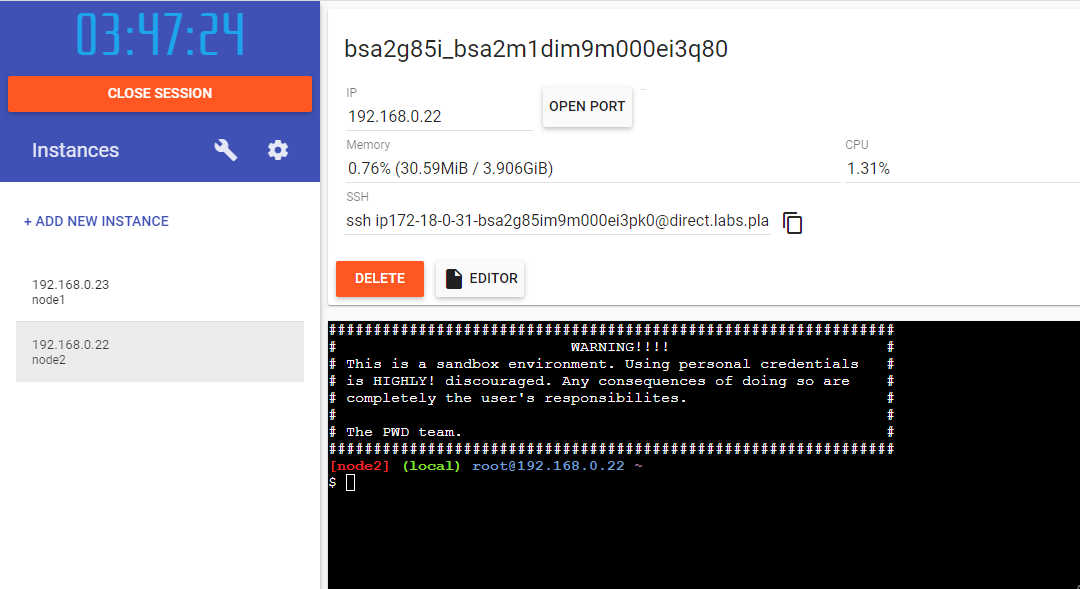 03:47:24
CLOSE SESSION
Instances
+ ADD NEW INSTANCE
192.168.0.23
node1
192.168.0.22
node2
bsa2g85i_bsa2m1dim9m000ei3q80
IP
192.168.0.22
OPEN PORT
Memory
0.76% (30.59MiB / 3.906GiB)
CPU
1.31%
SSH
ssh ip172-18-0-31-bsa2g85im9m000ei3pk0@direct.labs.pla
DELETE
EDITOR
###############################################################
#                          WARNING!!!!                        #
# This is a sandbox environment. Using personal credentials   #
# is HIGHLY! discouraged. Any consequences of doing so are    #
# completely the user's responsibilites.                      #
#                                                             #
# The PWD team.                                               #
###############################################################
[node2] (local) root@192.168.0.22 ~
$